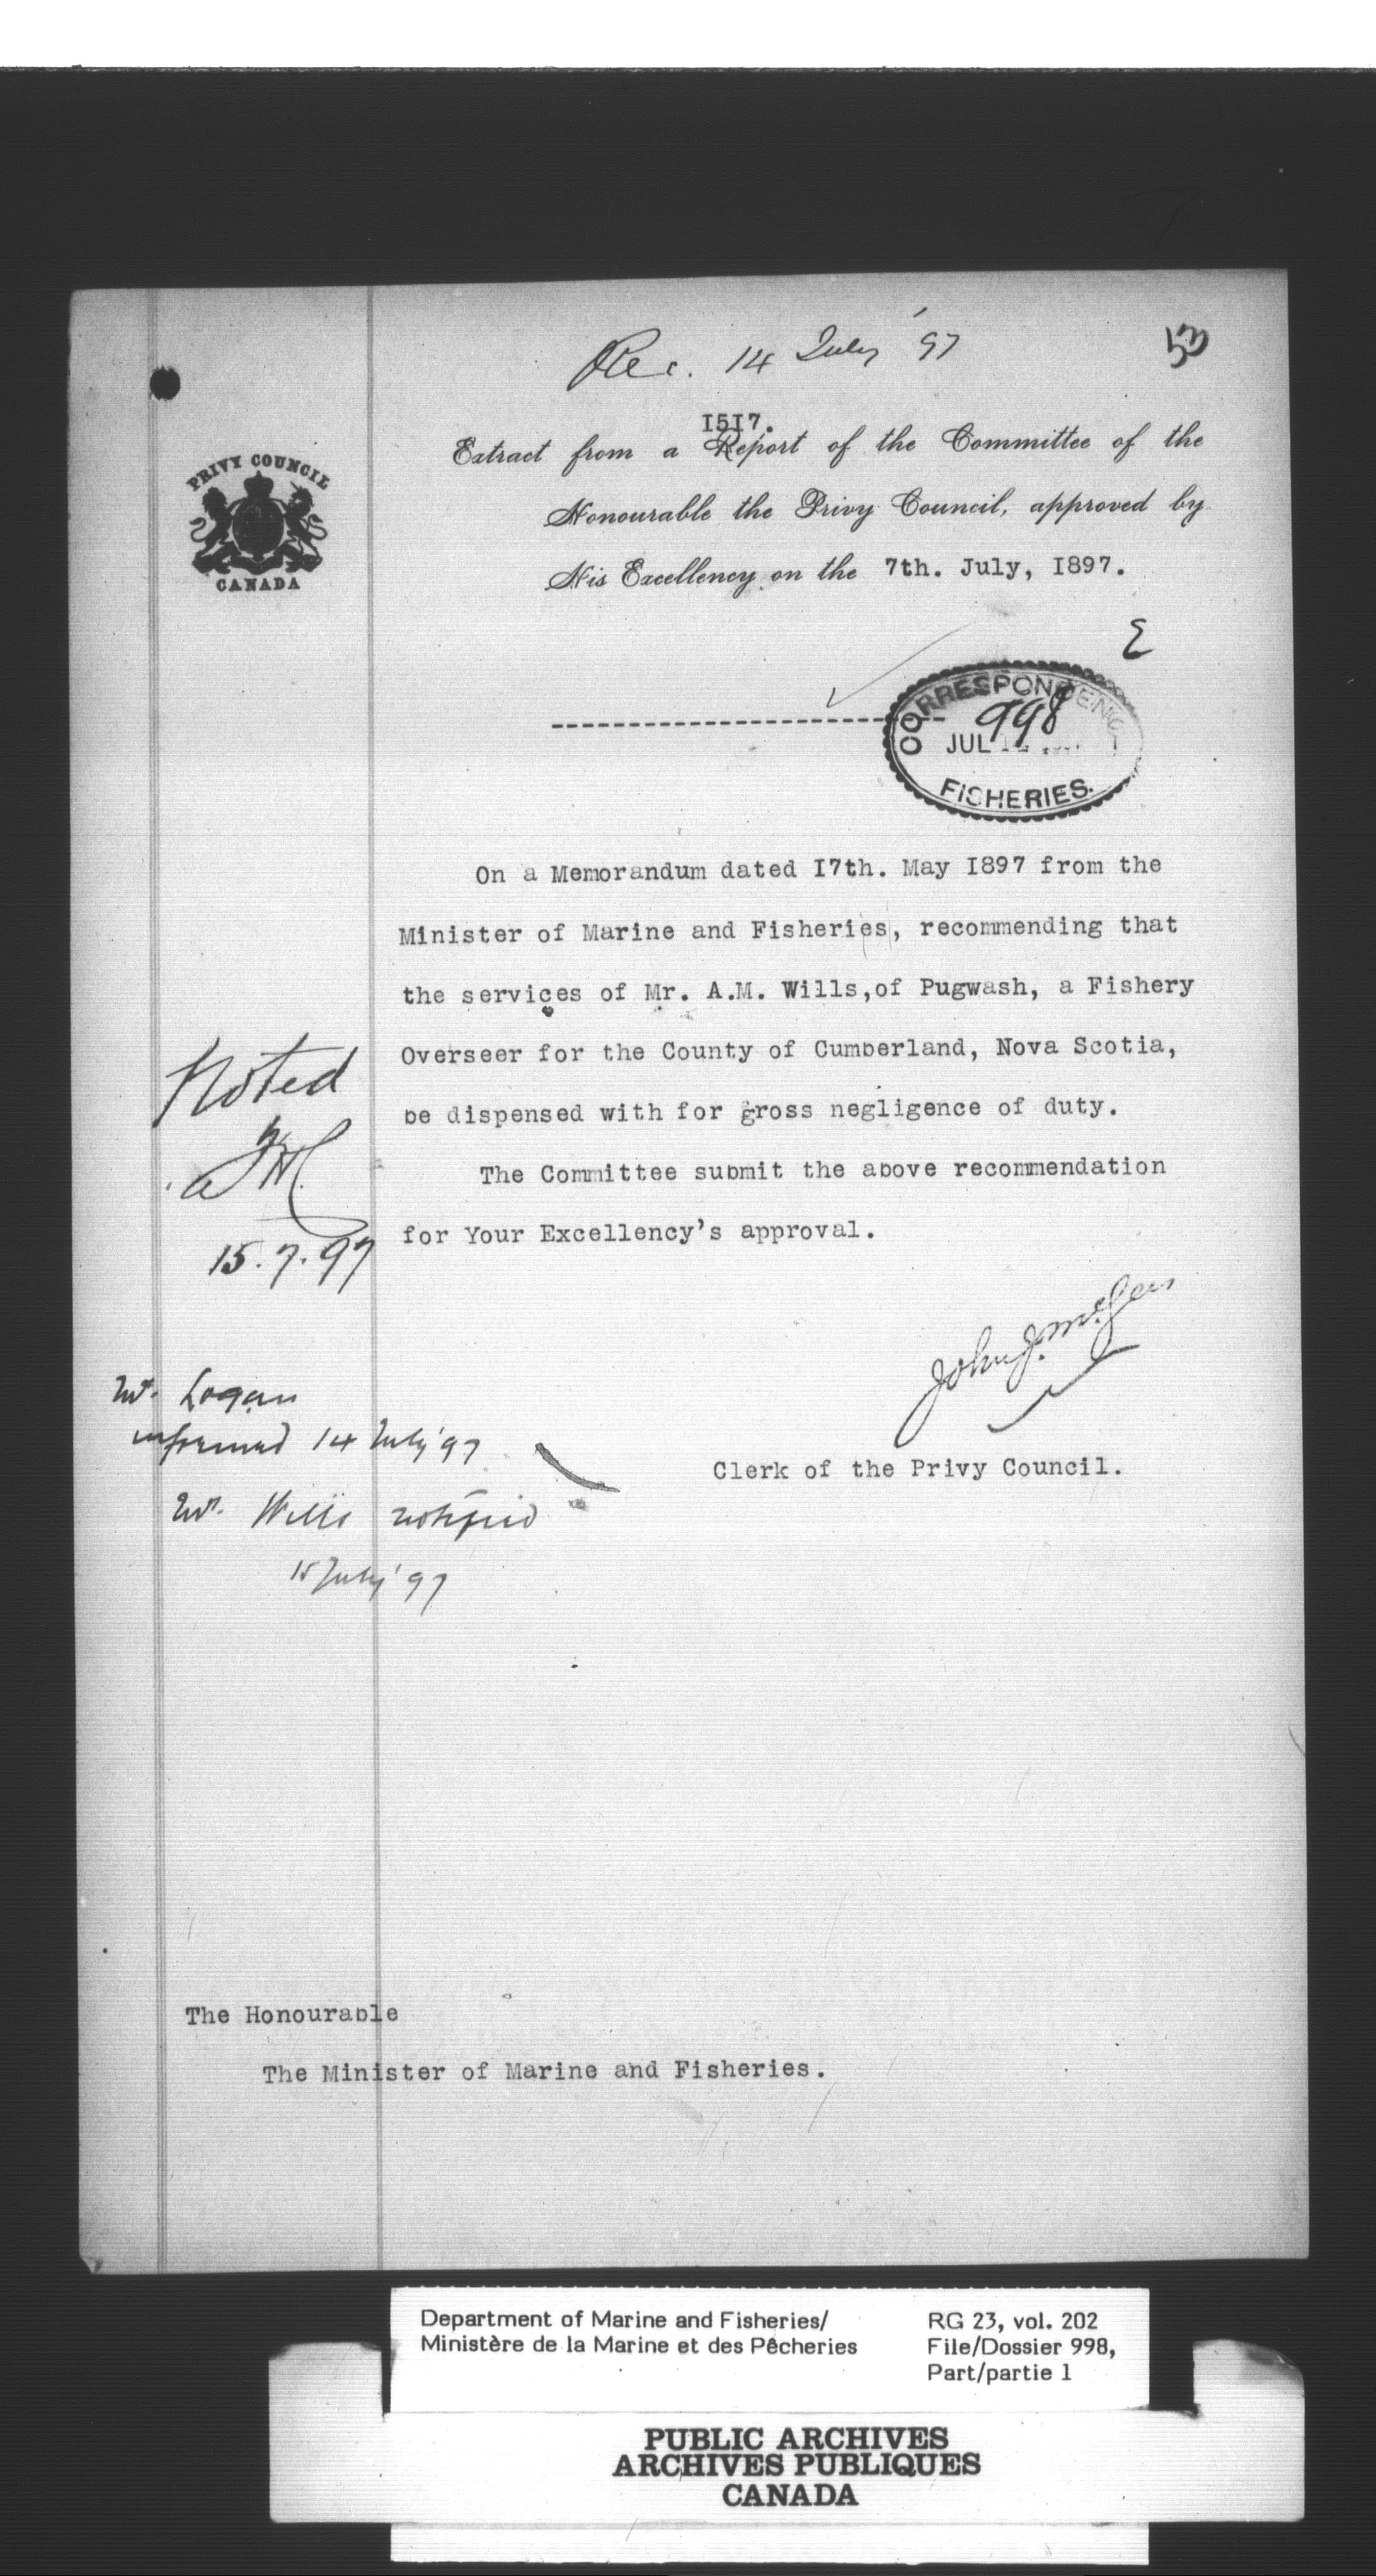 Rec. 14 July '97
53
1517.
Extract from a Report of the Committee of the
Honourable the Privy Council, approved by
His Excellency on the 7th. July, 1897.
PRIVY COUNCIL
CANADA
E
CORRESPONDENCE
998
JUL
FISHERIES.
On a Memorandum dated 17th. May 1897 from the
Minister of Marine and Fisheries, recommending that
the services of Mr. A.M. Wills,of Pugwash, a Fishery
Overseer for the County of Cumberland, Nova Scotia,
be dispensed with for gross negligence of duty.
The Committee submit the above recommendation
for Your Excellency's approval.
Noted
15.7.97
John J. McGee
Clerk of the Privy Council.
Mr. Logan
informed 14 July '97
Mr. Wills notified
15 July '97
The Honourable
The Minister of Marine and Fisheries.
Department of Marine and Fisheries/
Ministère de la Marine et des Pêcheries
RG 23, vol. 202
File/Dossier 998,
Part/partie 1
PUBLIC ARCHIVES
ARCHIVES PUBLIQUES
CANADA